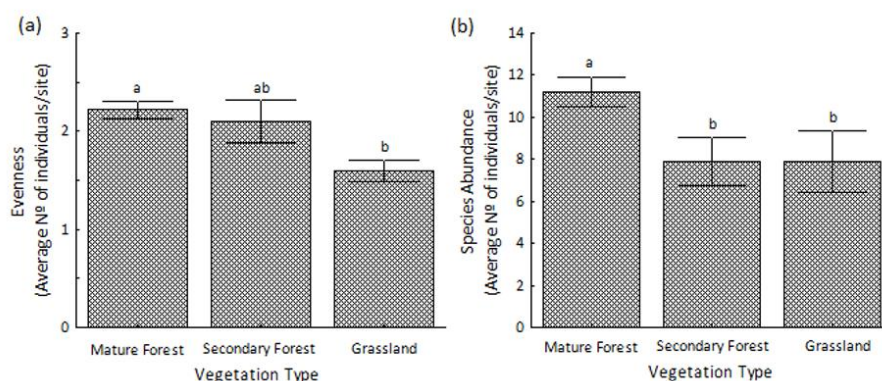 (a)
3
2
1
0
Evenness
(Average Nº of individuals/site)
a
ab
b
Mature Forest Secondary Forest Grassland
Vegetation Type
(b)
14
12
10
8
6
4
2
0
Species Abundance
(Average Nº of individuals/site)
a
b
b
Mature Forest Secondary Forest Grassland
Vegetation Type